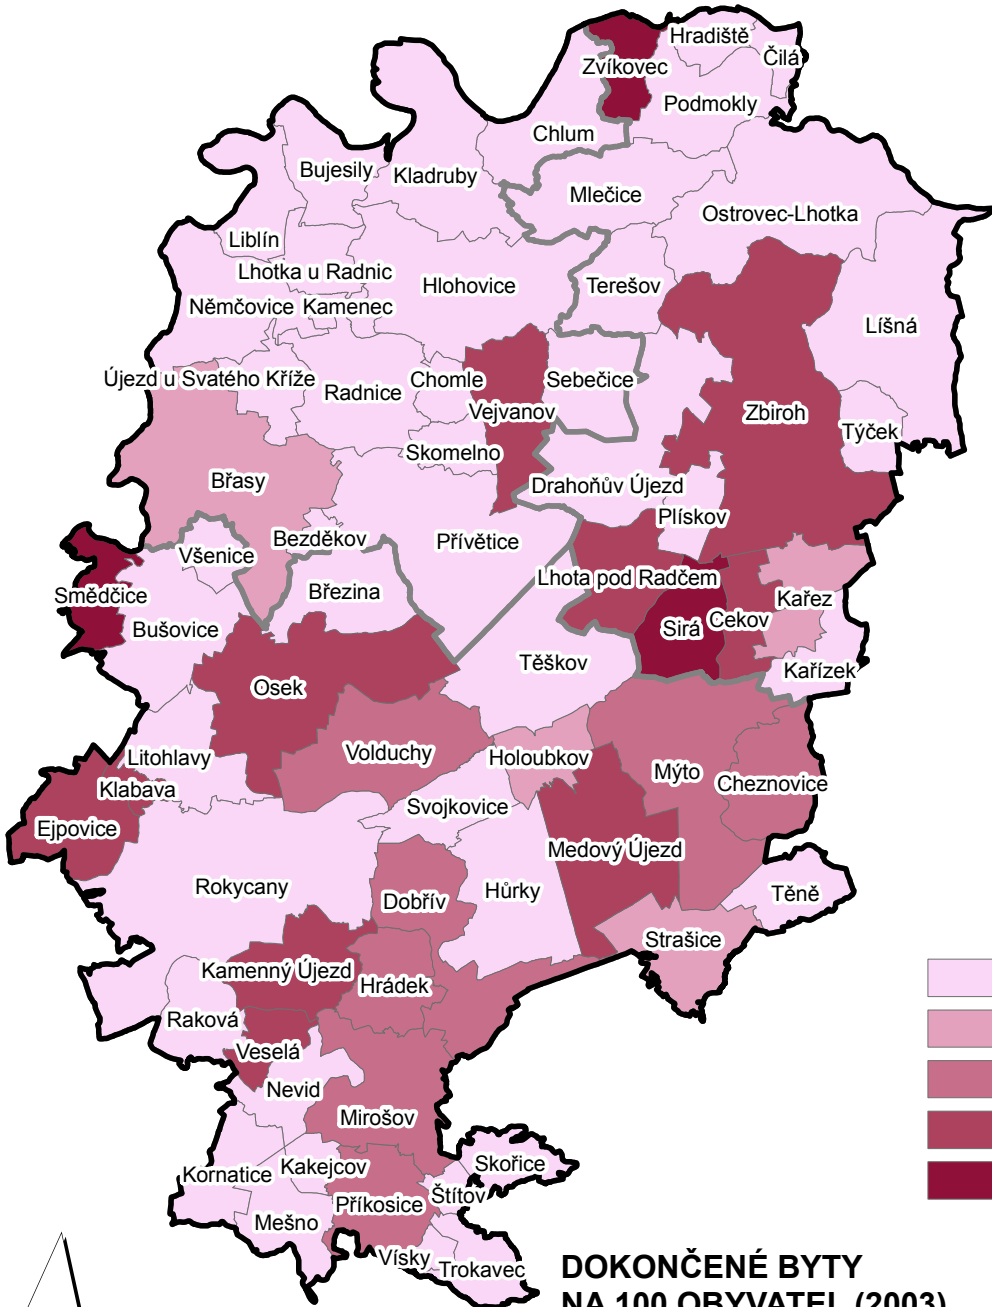 Hradiště
Zvíkovec
Čilá
Podmokly
Chlum
Bujesily
Kladruby
Mlečice
Ostrovec-Lhotka
Liblín
Lhotka u Radnic
Hlohovice
Terešov
Němčovice
Kamenec
Líšná
Újezd u Svatého Kříže
Radnice
Chomle
Sebečice
Vejvanov
Zbiroh
Týček
Skomelno
Břasy
Drahoňův Újezd
Plískov
Bezděkov
Přívětice
Všenice
Lhota pod Radčem
Březina
Smědčice
Kařez
Bušovice
Sirá
Cekov
Těškov
Kařízek
Osek
Litohlavy
Volduchy
Holoubkov
Mýto
Cheznovice
Klabava
Svojkovice
Ejpovice
Medový Újezd
Rokycany
Hůrky
Těně
Dobřív
Strašice
Kamenný Újezd
Hrádek
Raková
Veselá
Nevid
Mirošov
Skořice
Kakejcov
Kornatice
Štítov
Příkosice
Mešno
Vísky
Trokavec
DOKONČENÉ BYTY
NA 100 OBYVATEL (2003)